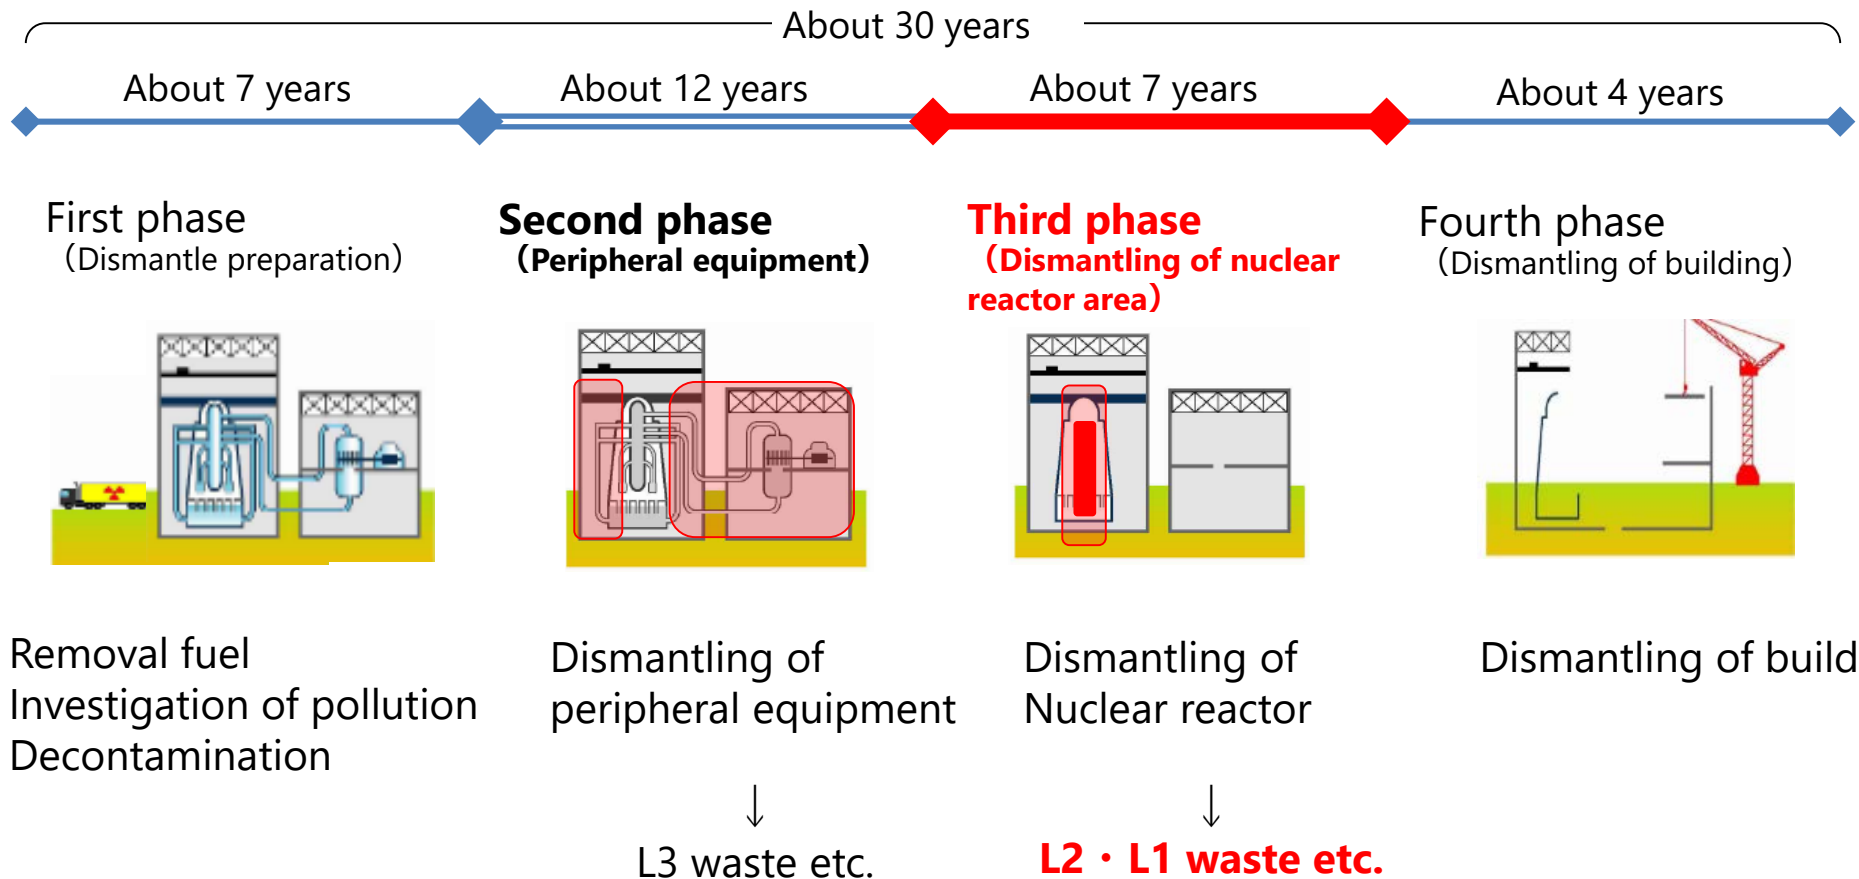 About 30 years
About 7 years
About 12 years
About 7 years
About 4 years
First phase
（Dismantle preparation）
Second phase
（Peripheral equipment）
Third phase
（Dismantling of nuclear
reactor area）
Fourth phase
（Dismantling of building）
Removal fuel
Investigation of pollution
Decontamination
Dismantling of
peripheral equipment
↓
L3 waste etc.
Dismantling of
Nuclear reactor
↓
L2・L1 waste etc.
Dismantling of build